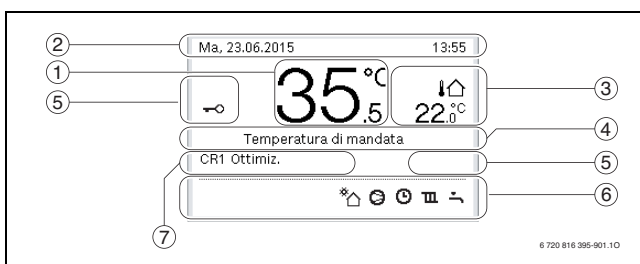 ② Ma, 23.06.2015 13:55
① 35.5 °C
③ 22.0 °C
⑤
④ Temperatura di mandata
CR1 Ottimiz. ⑤
⑥
⑦
6 720 816 395-901.1O